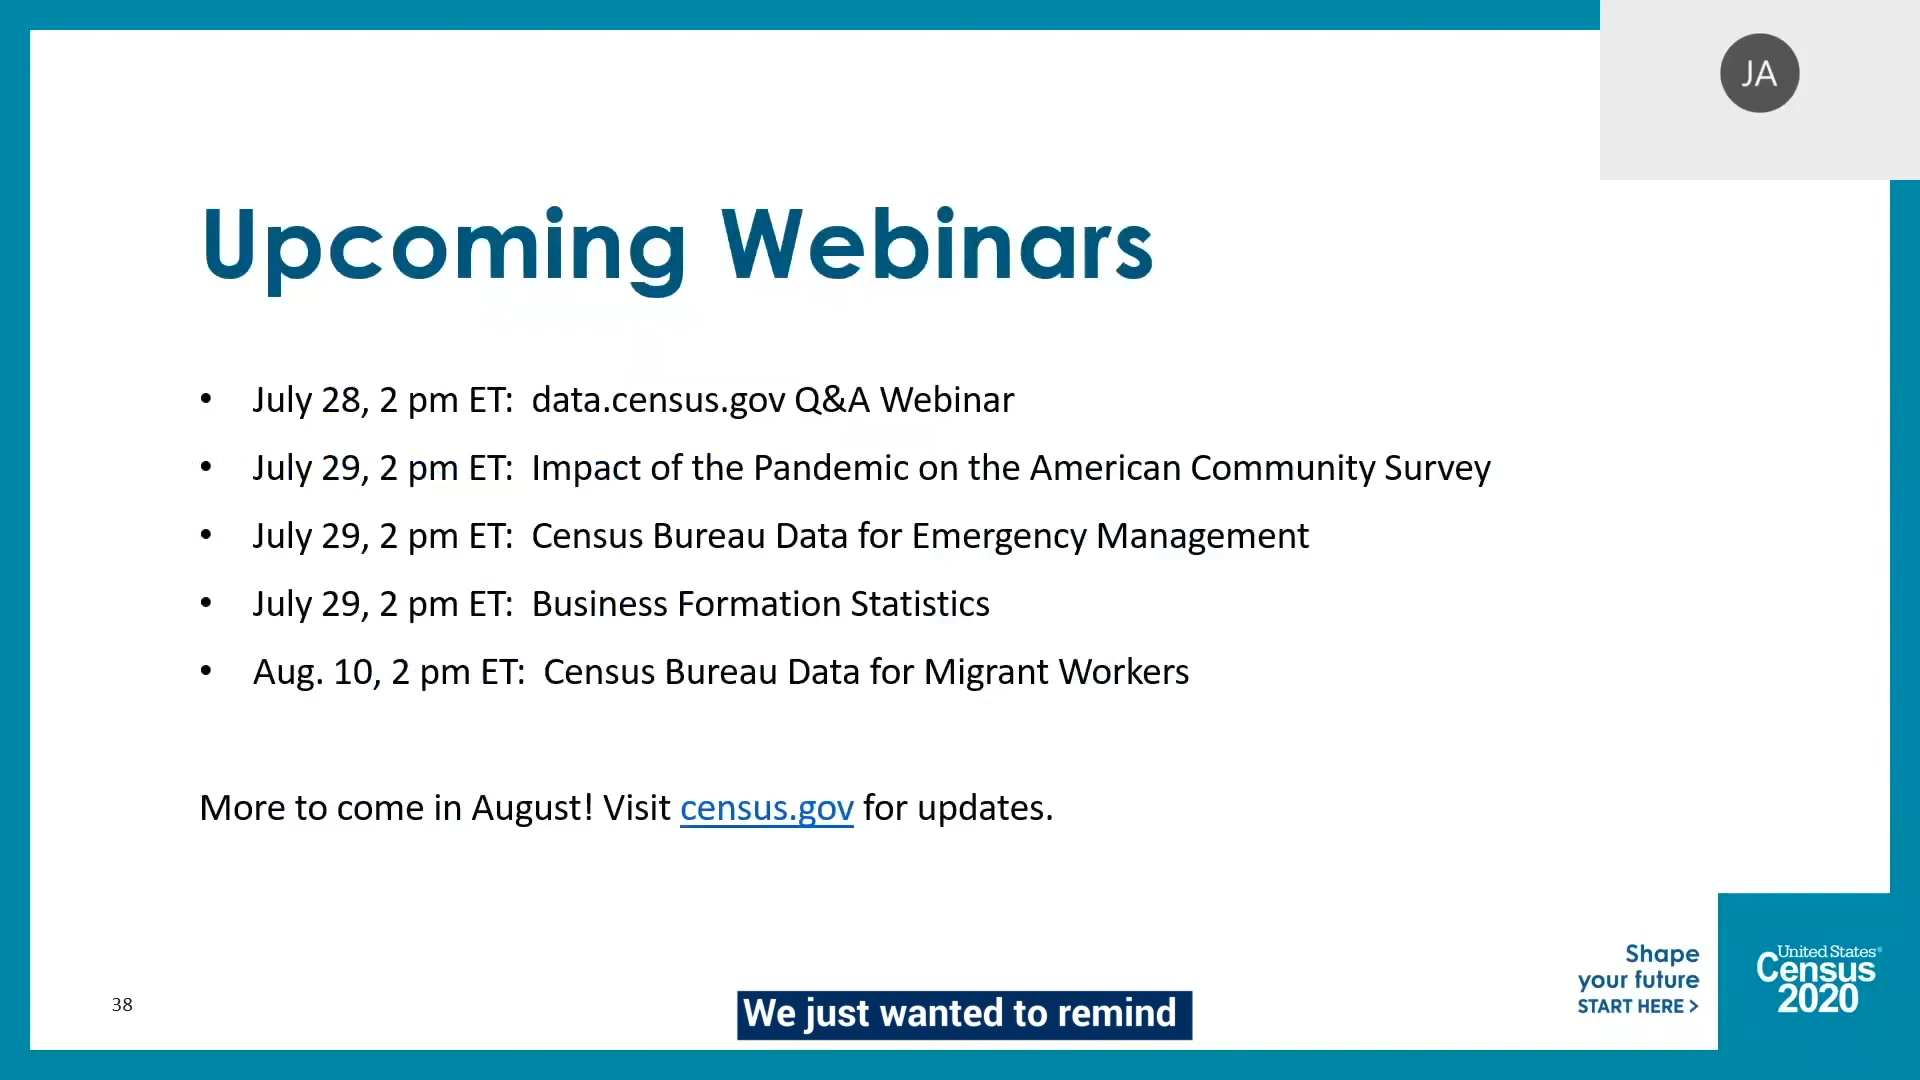 JA
Upcoming Webinars
• July 28, 2 pm ET: data.census.gov Q&A Webinar
• July 29, 2 pm ET: Impact of the Pandemic on the American Community Survey
• July 29, 2 pm ET: Census Bureau Data for Emergency Management
• July 29, 2 pm ET: Business Formation Statistics
• Aug. 10, 2 pm ET: Census Bureau Data for Migrant Workers
More to come in August! Visit census.gov for updates.
Shape
your future
START HERE >
United States®
Census
2020
38
We just wanted to remind